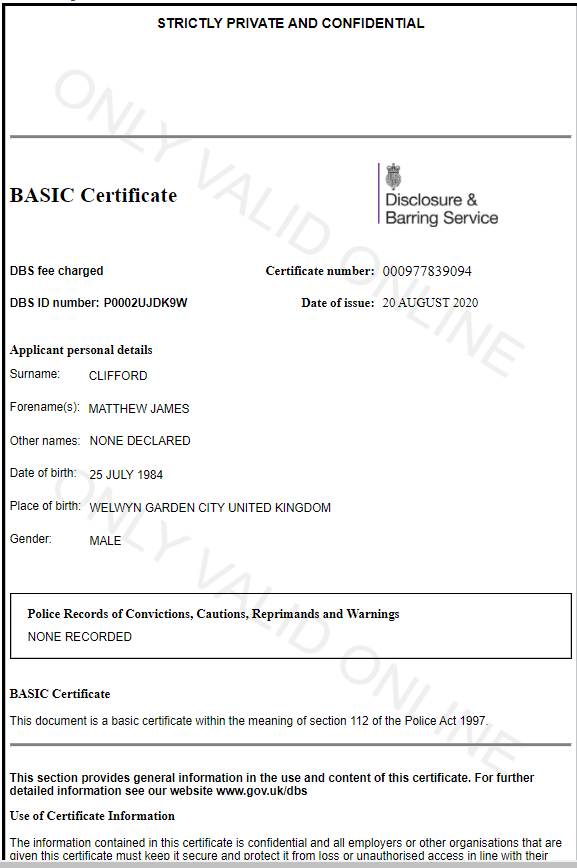 STRICTLY PRIVATE AND CONFIDENTIAL
ONLY VALID ONLINE
BASIC Certificate
Disclosure &
Barring Service
DBS fee charged
Certificate number: 000977839094
DBS ID number: P0002UJDK9W
Date of issue: 20 AUGUST 2020
Applicant personal details
Surname: CLIFFORD
Forename(s): MATTHEW JAMES
Other names: NONE DECLARED
Date of birth: 25 JULY 1984
Place of birth: WELWYN GARDEN CITY UNITED KINGDOM
Gender: MALE
ONLY VALID ONLINE
Police Records of Convictions, Cautions, Reprimands and Warnings
NONE RECORDED
BASIC Certificate
This document is a basic certificate within the meaning of section 112 of the Police Act 1997.
This section provides general information in the use and content of this certificate. For further
detailed information see our website www.gov.uk/dbs
Use of Certificate Information
The information contained in this certificate is confidential and all employers or other organisations that are
given this certificate must keep it secure and protect it from loss or unauthorised access in line with their